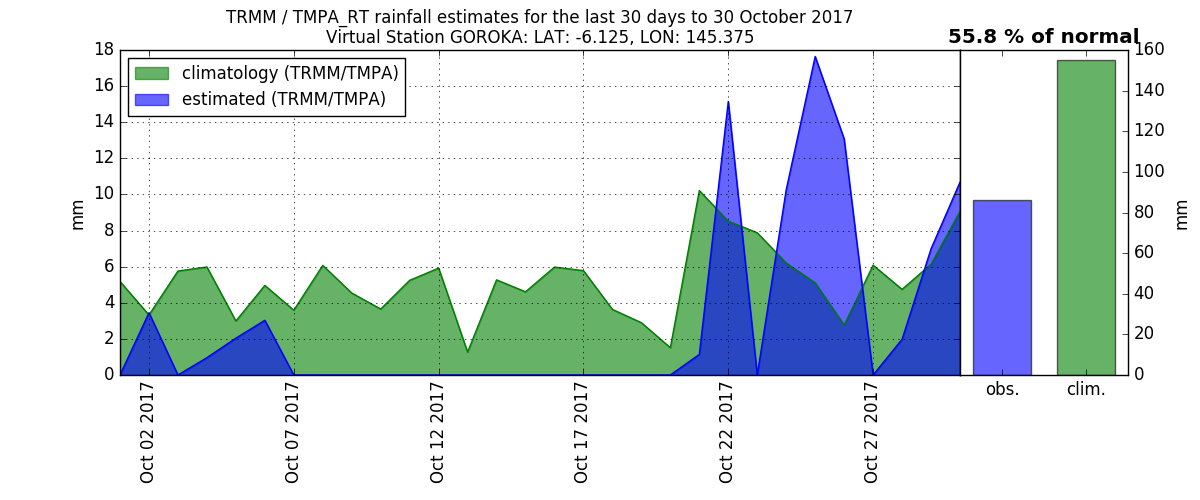 TRMM / TMPA_RT rainfall estimates for the last 30 days to 30 October 2017
Virtual Station GOROKA: LAT: -6.125, LON: 145.375
55.8 % of normal
climatology (TRMM/TMPA)
estimated (TRMM/TMPA)
18
16
14
12
10
8
6
4
2
0
mm
160
140
120
100
80
60
40
20
0
mm
Oct 02 2017
Oct 07 2017
Oct 12 2017
Oct 17 2017
Oct 22 2017
Oct 27 2017
obs.
clim.